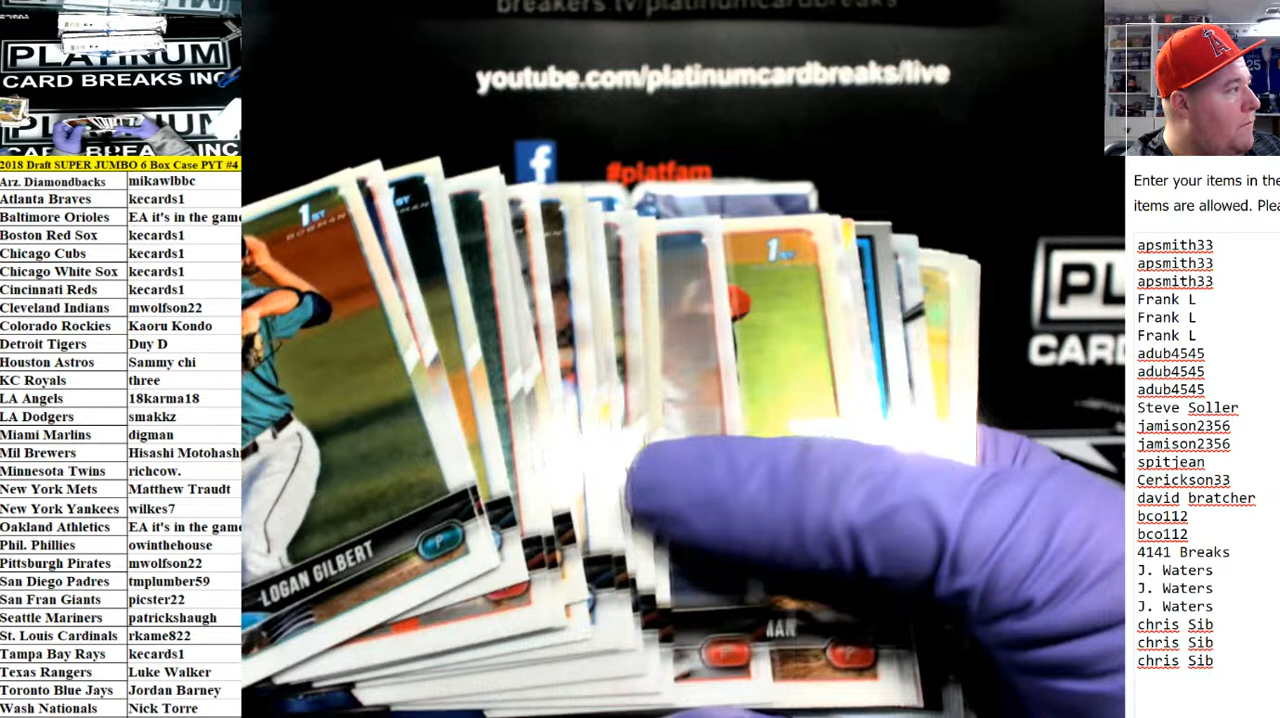 PLATINUM
CARD BREAKS INC
PLATINUM
BREAKING INC
2018 Draft SUPER JUMBO 6 Box Case PYT #4
Arz. Diamondbacks mikawlbbc
Atlanta Braves kecards1
Baltimore Orioles EA it's in the game
Boston Red Sox kecards1
Chicago Cubs kecards1
Chicago White Sox kecards1
Cincinnati Reds kecards1
Cleveland Indians mwolfson22
Colorado Rockies Kaoru Kondo
Detroit Tigers Duy D
Houston Astros Sammy chi
KC Royals three
LA Angels 18karma18
LA Dodgers smakkz
Miami Marlins digman
Mil Brewers Hisashi Motohash
Minnesota Twins richcow.
New York Mets Matthew Traudt
New York Yankees wilkes7
Oakland Athletics EA it's in the game
Phil. Phillies owinthehouse
Pittsburgh Pirates mwolfson22
San Diego Padres tmplumber59
San Fran Giants picster22
Seattle Mariners patrickshaugh
St. Louis Cardinals rkame822
Tampa Bay Rays kecards1
Texas Rangers Luke Walker
Toronto Blue Jays Jordan Barney
Wash Nationals Nick Torre
breakers.tv/platinumcardbreaks
youtube.com/platinumcardbreaks/live
f
#platfam
1ST
BOWMAN
1ST
PL
CARD
LOGAN GILBERT
P
P
P
A
25
Enter your items in the
items are allowed. Plea
apsmith33
apsmith33
apsmith33
Frank L
Frank L
Frank L
adub4545
adub4545
adub4545
Steve Soller
jamison2356
jamison2356
spitjean
Cerickson33
david bratcher
bco112
bco112
4141 Breaks
J. Waters
J. Waters
J. Waters
chris Sib
chris Sib
chris Sib